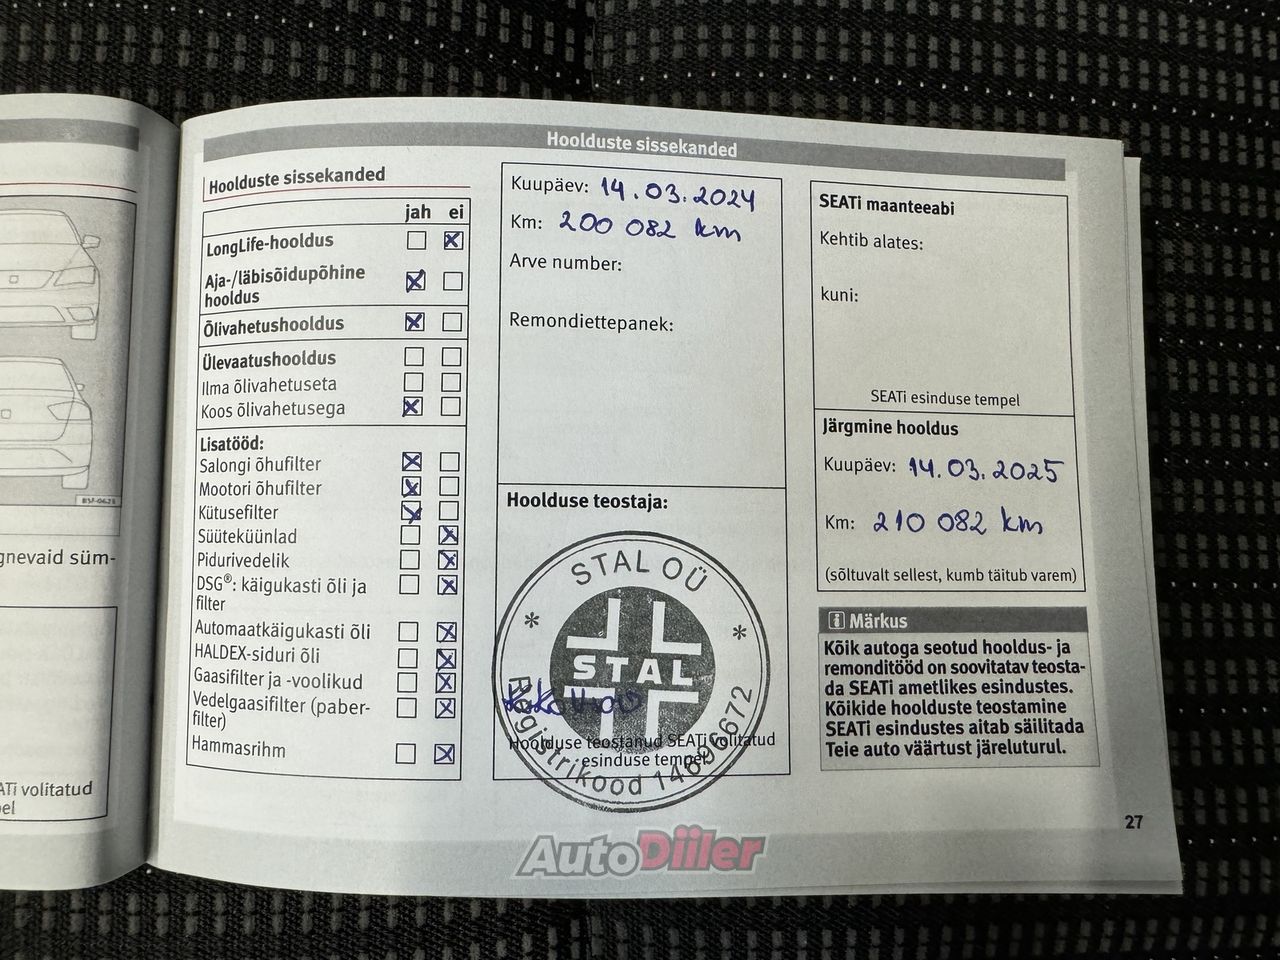 Hoolduste sissekanded
Hoolduste sissekanded
jah ei
LongLife-hooldus
Aja-/läbisõidupõhine
hooldus
Õlivahetushooldus
Ülevaatushooldus
Ilma õlivahetuseta
Koos õlivahetusega
Lisatööd:
Salongi õhufilter
Mootori õhufilter
Kütusefilter
Süüteküünlad
Pidurivedelik
DSG®: käigukasti õli ja
filter
Automaatkäigukasti õli
HALDEX-siduri õli
Gaasifilter ja -voolikud
Vedelgaasifilter (paber-
filter)
Hammasrihm
Kuupäev: 14.03.2024
Km: 200 082 km
Arve number:
Remondiettepanek:
Hoolduse teostaja:
STAL OÜ
STAL
Registrikood 14696672
Hoolduse teostanud SEATi volitatud
esinduse tempel
SEATi maanteeabi
Kehtib alates:
kuni:
SEATi esinduse tempel
Järgmine hooldus
Kuupäev: 14.03.2025
Km: 210 082 km
(sõltuvalt sellest, kumb täitub varem)
Märkus
Kõik autoga seotud hooldus- ja
remonditööd on soovitatav teosta-
da SEATi ametlikes esindustes.
Kõikide hoolduste teostamine
SEATi esindustes aitab säilitada
Teie auto väärtust järeluturul.
27
gnevaid süm-
ATi volitatud
pel
AutoDiiler